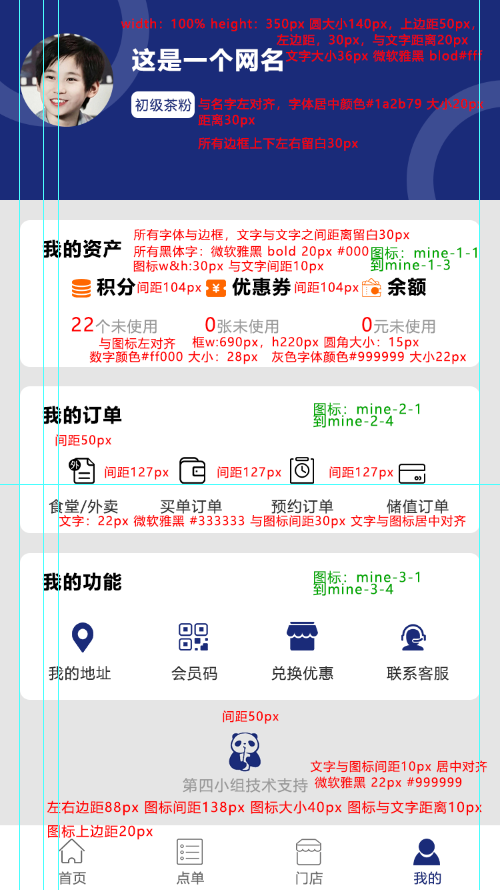 width：100% height：350px 圆大小140px，上边距50px，
左边距，30px，与文字距离20px
这是一个网名
文字大小36px 微软雅黑 blod#fff
初级茶粉
与名字左对齐，字体居中颜色#1a2b79 大小20px
距离30px
所有边框上下左右留白30px
所有字体与边框，文字与文字之间距离留白30px
我的资产
所有黑体字：微软雅黑 bold 20px #000
图标：mine-1-1
图标w&h:30px 与文字间距10px
到mine-1-3
积分
间距104px
优惠券
间距104px
余额
22个未使用
0张未使用
0元未使用
与图标左对齐
框w:690px，h220px 圆角大小：15px
数字颜色#ff000 大小：28px
灰色字体颜色#999999 大小22px
我的订单
图标：mine-2-1
到mine-2-4
间距50px
外
间距127px
间距127px
间距127px
食堂/外卖
买单订单
预约订单
储值订单
文字：22px 微软雅黑 #333333 与图标间距30px 文字与图标居中对齐
我的功能
图标：mine-3-1
到mine-3-4
我的地址
会员码
兑换优惠
联系客服
间距50px
文字与图标间距10px 居中对齐
第四小组技术支持
微软雅黑 22px #999999
左右边距88px 图标间距138px 图标大小40px 图标与文字距离10px
图标上边距20px
首页
点单
门店
我的